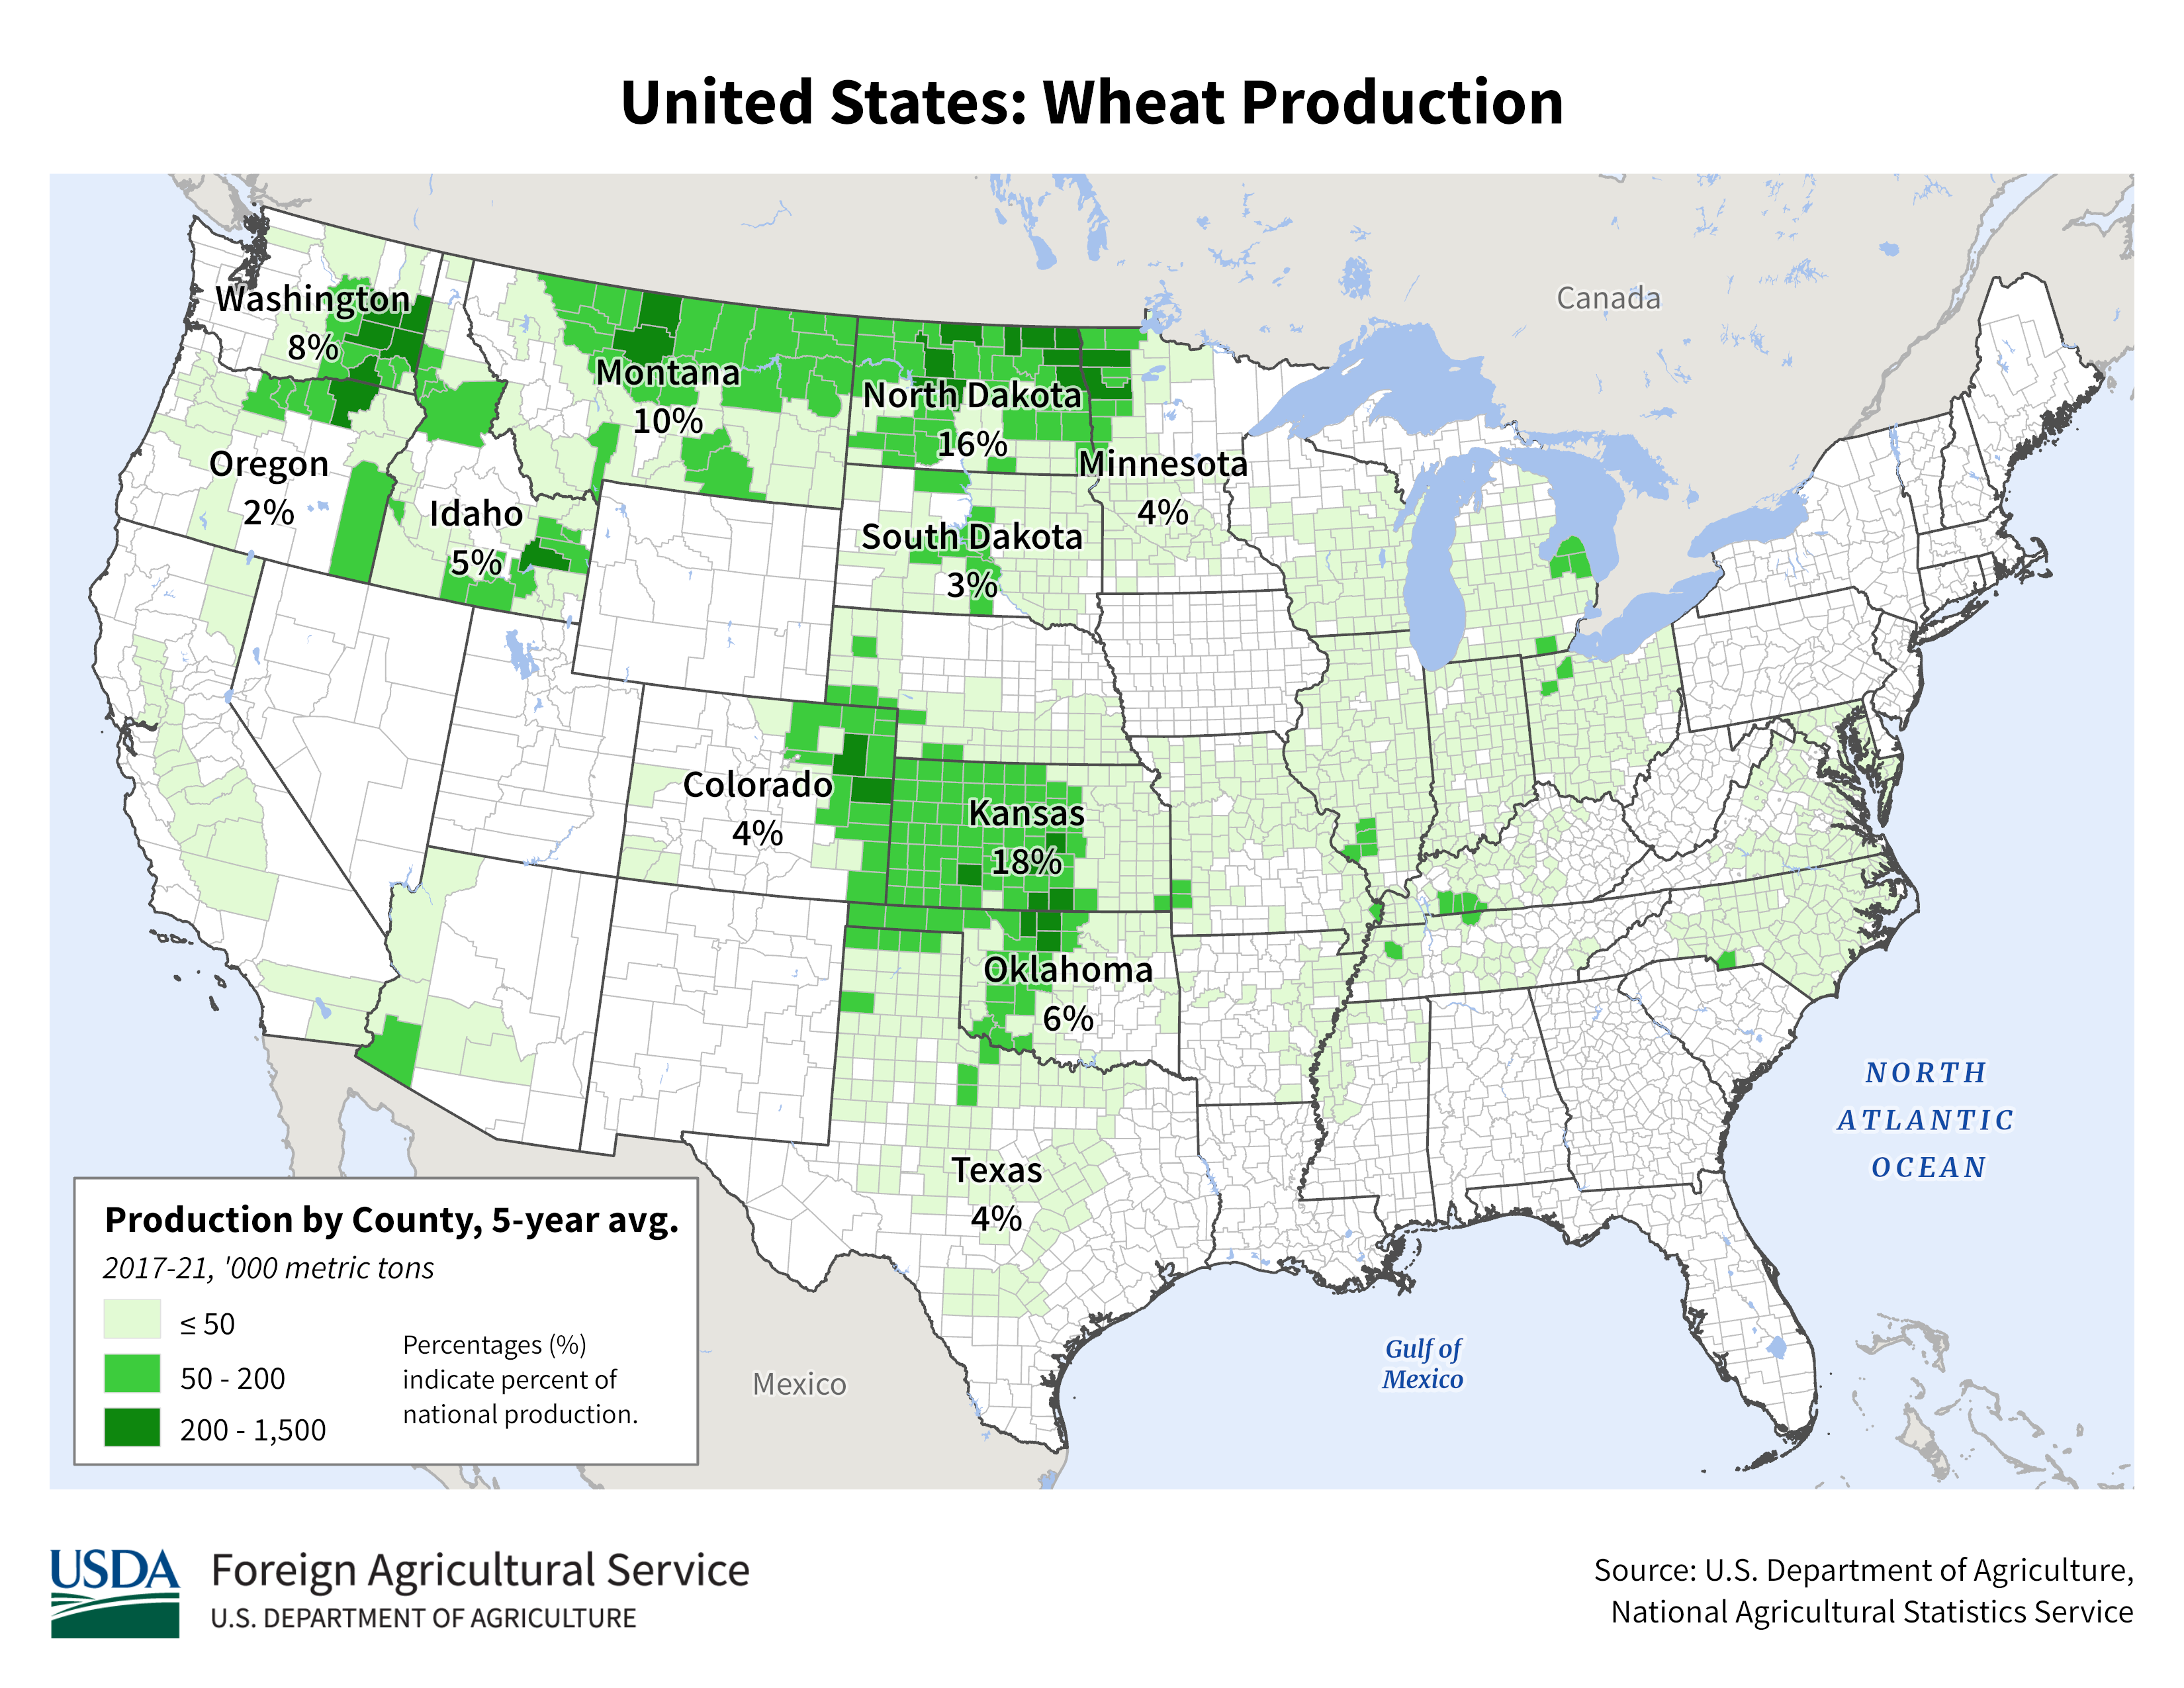 United States: Wheat Production
Canada
Washington
8%
Montana
10%
North Dakota
16%
Minnesota
4%
Oregon
2%
Idaho
5%
South Dakota
3%
Colorado
4%
Kansas
18%
Oklahoma
6%
Texas
4%
NORTH
ATLANTIC
OCEAN
Gulf of
Mexico
Mexico
Production by County, 5-year avg.
2017-21, '000 metric tons
≤ 50
50 - 200
200 - 1,500
Percentages (%)
indicate percent of
national production.
USDA
Foreign Agricultural Service
U.S. DEPARTMENT OF AGRICULTURE
Source: U.S. Department of Agriculture,
National Agricultural Statistics Service